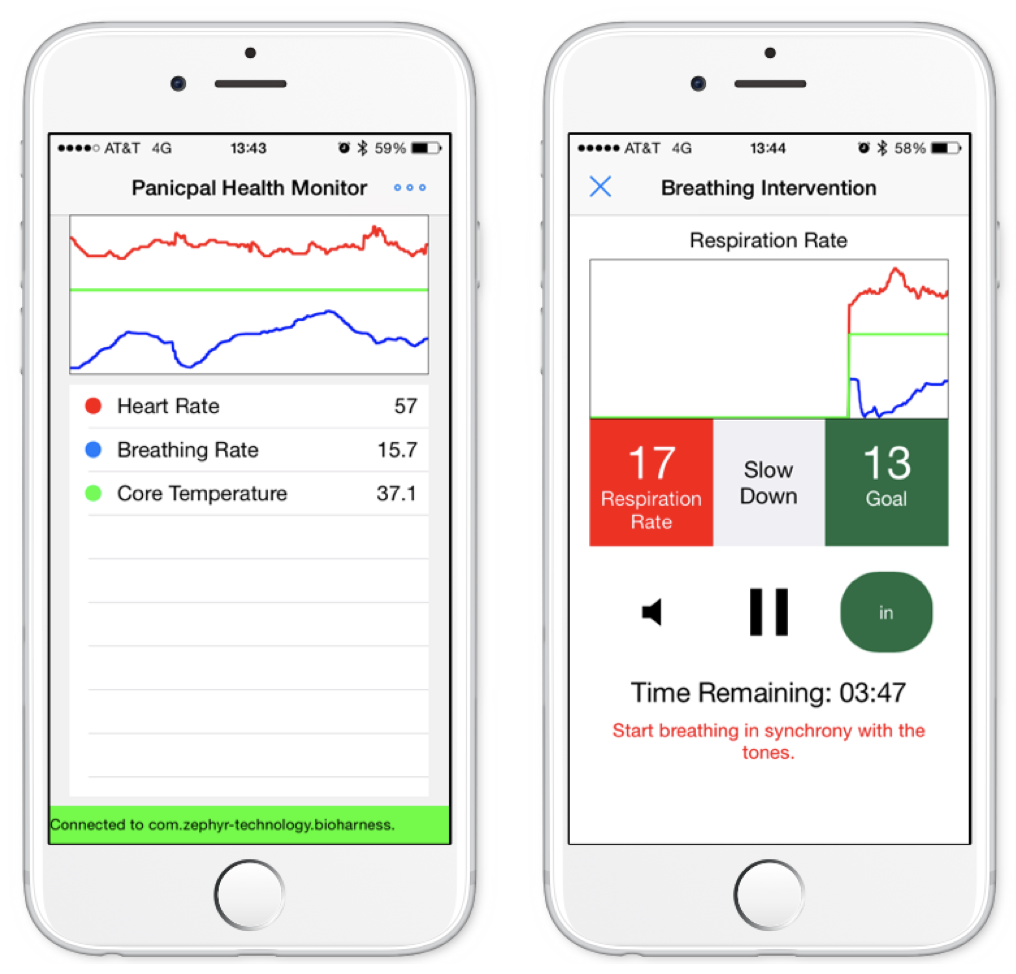 AT&T 4G 13:43 59%
Panicpal Health Monitor
Heart Rate 57
Breathing Rate 15.7
Core Temperature 37.1
Connected to com.zephyr-technology.bioharness.
AT&T 4G 13:44 58%
Breathing Intervention
Respiration Rate
17
Respiration
Rate
Slow
Down
13
Goal
in
Time Remaining: 03:47
Start breathing in synchrony with the
tones.